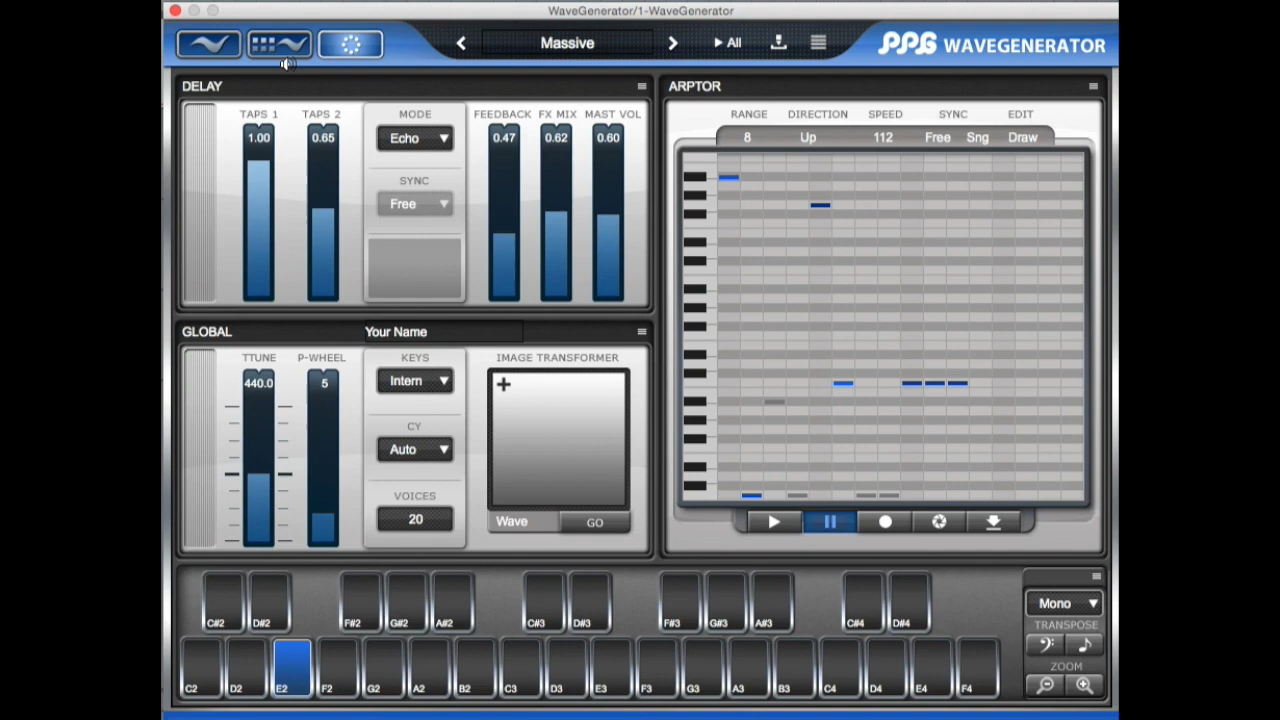 WaveGenerator/1-WaveGenerator
Massive
All
PPG WAVEGENERATOR
DELAY
TAPS 1
TAPS 2
MODE
FEEDBACK
FX MIX
MAST VOL
1.00
0.65
Echo
0.47
0.62
0.60
SYNC
Free
GLOBAL
Your Name
TTUNE
P-WHEEL
KEYS
IMAGE TRANSFORMER
440.0
5
Intern
CY
Auto
VOICES
20
Wave
GO
ARPTOR
RANGE
DIRECTION
SPEED
SYNC
EDIT
8
Up
112
Free
Sng
Draw
C#2
D#2
F#2
G#2
A#2
C#3
D#3
F#3
G#3
A#3
C#4
D#4
C2
D2
E2
F2
G2
A2
B2
C3
D3
E3
F3
G3
A3
B3
C4
D4
E4
F4
Mono
TRANSPOSE
ZOOM